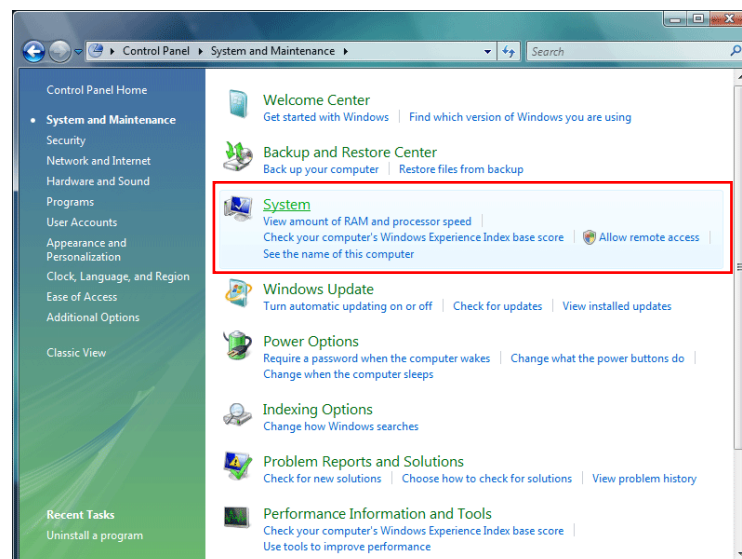 Control Panel System and Maintenance
Search
Control Panel Home
System and Maintenance
Security
Network and Internet
Hardware and Sound
Programs
User Accounts
Appearance and
Personalization
Clock, Language, and Region
Ease of Access
Additional Options
Classic View
Recent Tasks
Uninstall a program
Welcome Center
Get started with Windows Find which version of Windows you are using
Backup and Restore Center
Back up your computer Restore files from backup
System
View amount of RAM and processor speed
Check your computer's Windows Experience Index base score Allow remote access
See the name of this computer
Windows Update
Turn automatic updating on or off Check for updates View installed updates
Power Options
Require a password when the computer wakes Change what the power buttons do
Change when the computer sleeps
Indexing Options
Change how Windows searches
Problem Reports and Solutions
Check for new solutions Choose how to check for solutions View problem history
Performance Information and Tools
Check your computer's Windows Experience Index base score
Use tools to improve performance